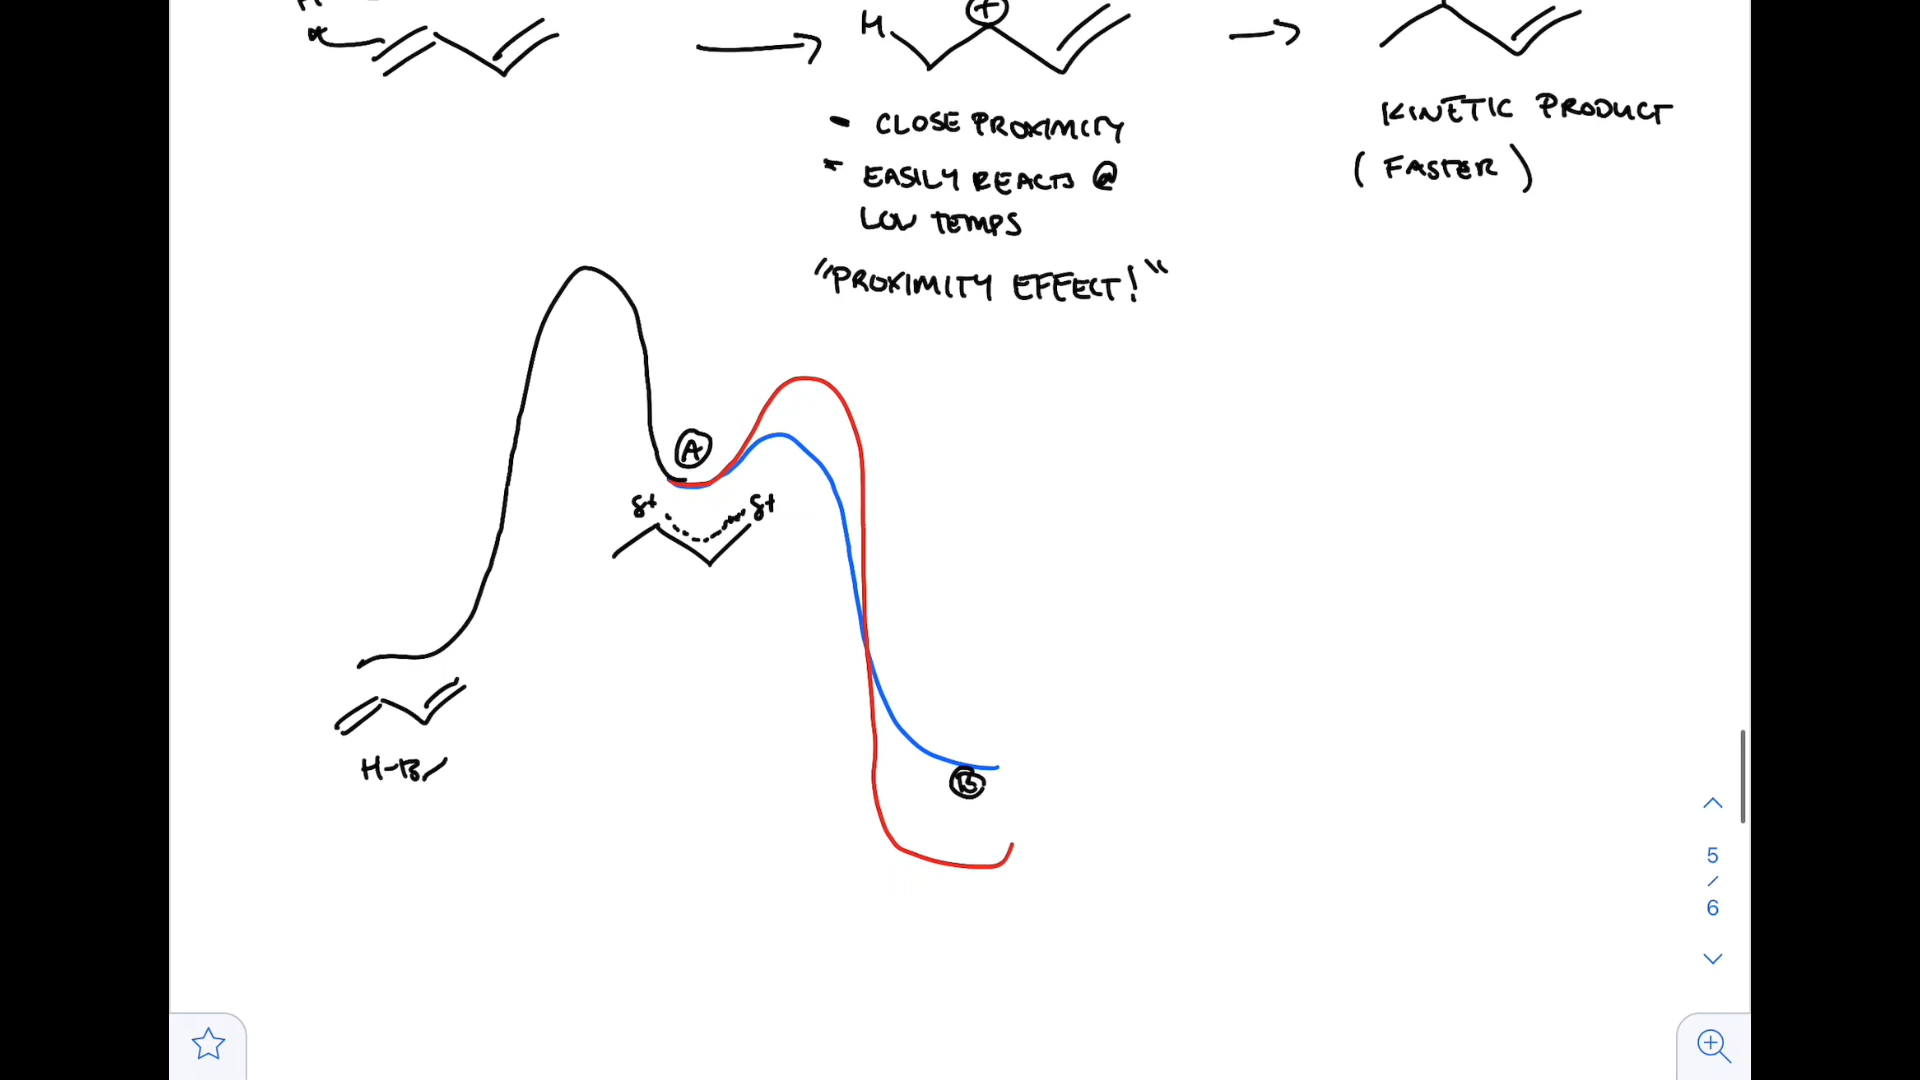 H
+
KINETIC PRODUCT
(FASTER)
- CLOSE PROXIMITY
- EASILY REACTS @
LOW TEMPS
"PROXIMITY EFFECT!"
A
δ+ δ+
H-Br
B
5
/
6